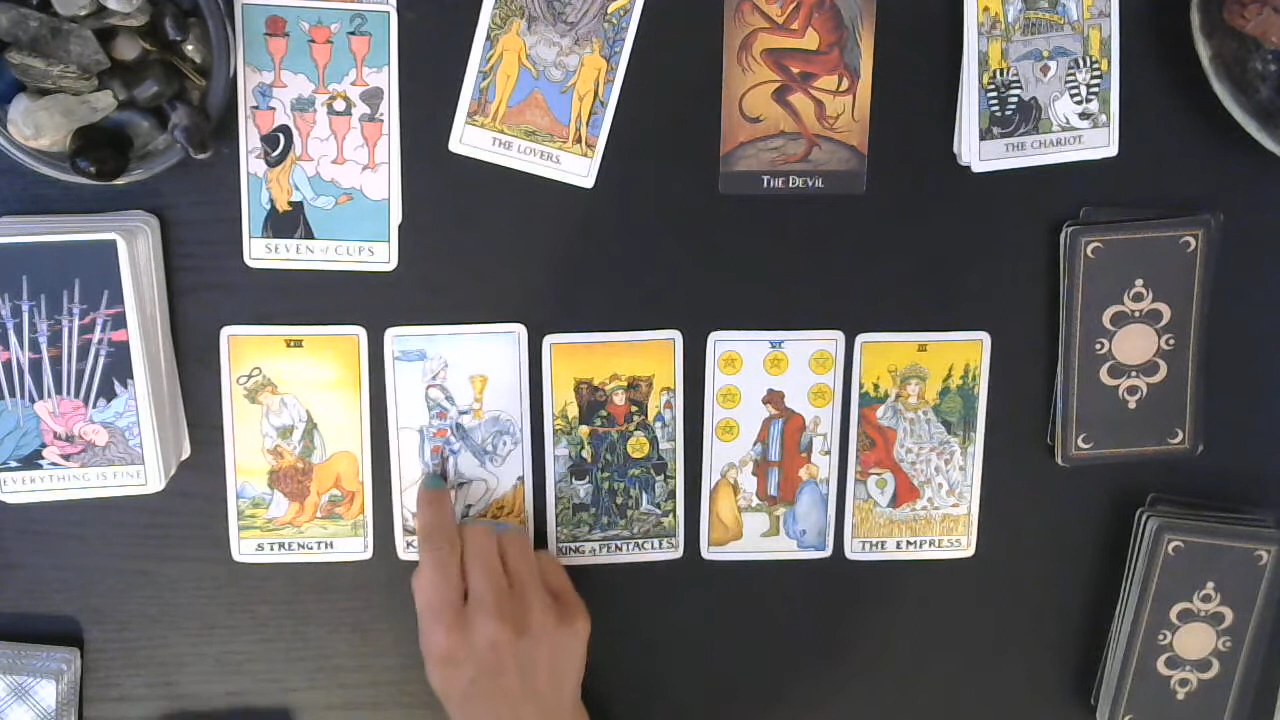 THE LOVERS.
THE DEVIL
THE CHARIOT.
SEVEN of CUPS
EVERYTHING IS FINE
VIII
VI
III
STRENGTH
K
KING of PENTACLES
THE EMPRESS